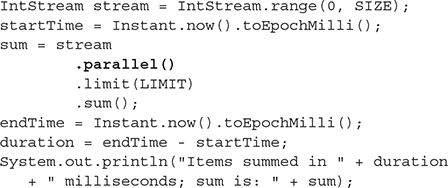 IntStream stream = IntStream.range(0, SIZE);
startTime = Instant.now().toEpochMilli();
sum = stream
.parallel()
.limit(LIMIT)
.sum();
endTime = Instant.now().toEpochMilli();
duration = endTime - startTime;
System.out.println("Items summed in " + duration
+ " milliseconds; sum is: " + sum);